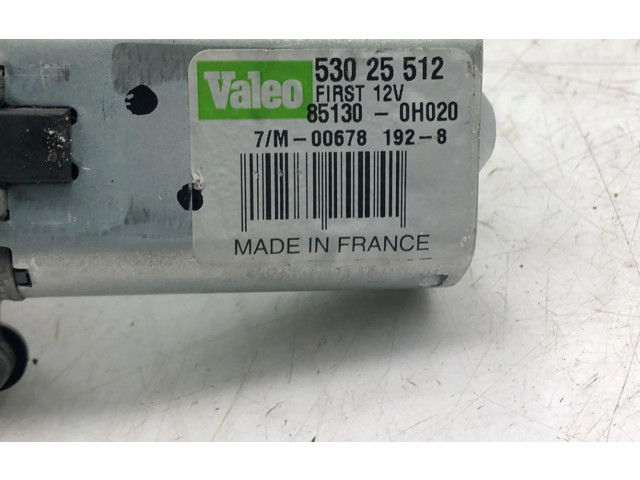 Valeo 530 25 512
FIRST 12V
85130 - 0H020
7/M-00678 192-8
MADE IN FRANCE